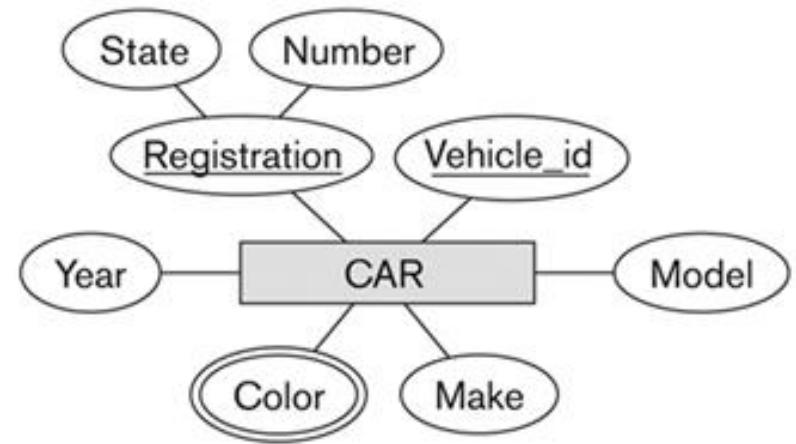 State Number
Registration Vehicle_id
Year CAR Model
Color Make